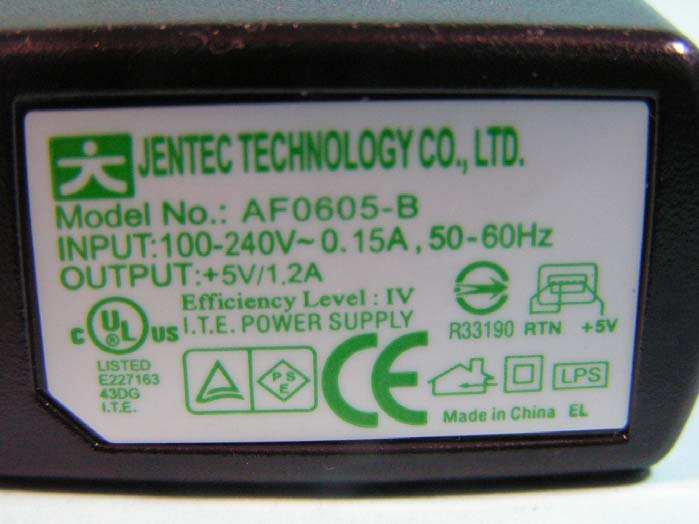 JENTEC TECHNOLOGY CO., LTD.
Model No.: AF0605-B
INPUT:100-240V~ 0.15A, 50-60Hz
OUTPUT:+5V/1.2A
Efficiency Level : IV
I.T.E. POWER SUPPLY
C UL US
®
LISTED
E227163
43DG
I.T.E.
PSE
CE
R33190
RTN +5V
LPS
Made in China EL